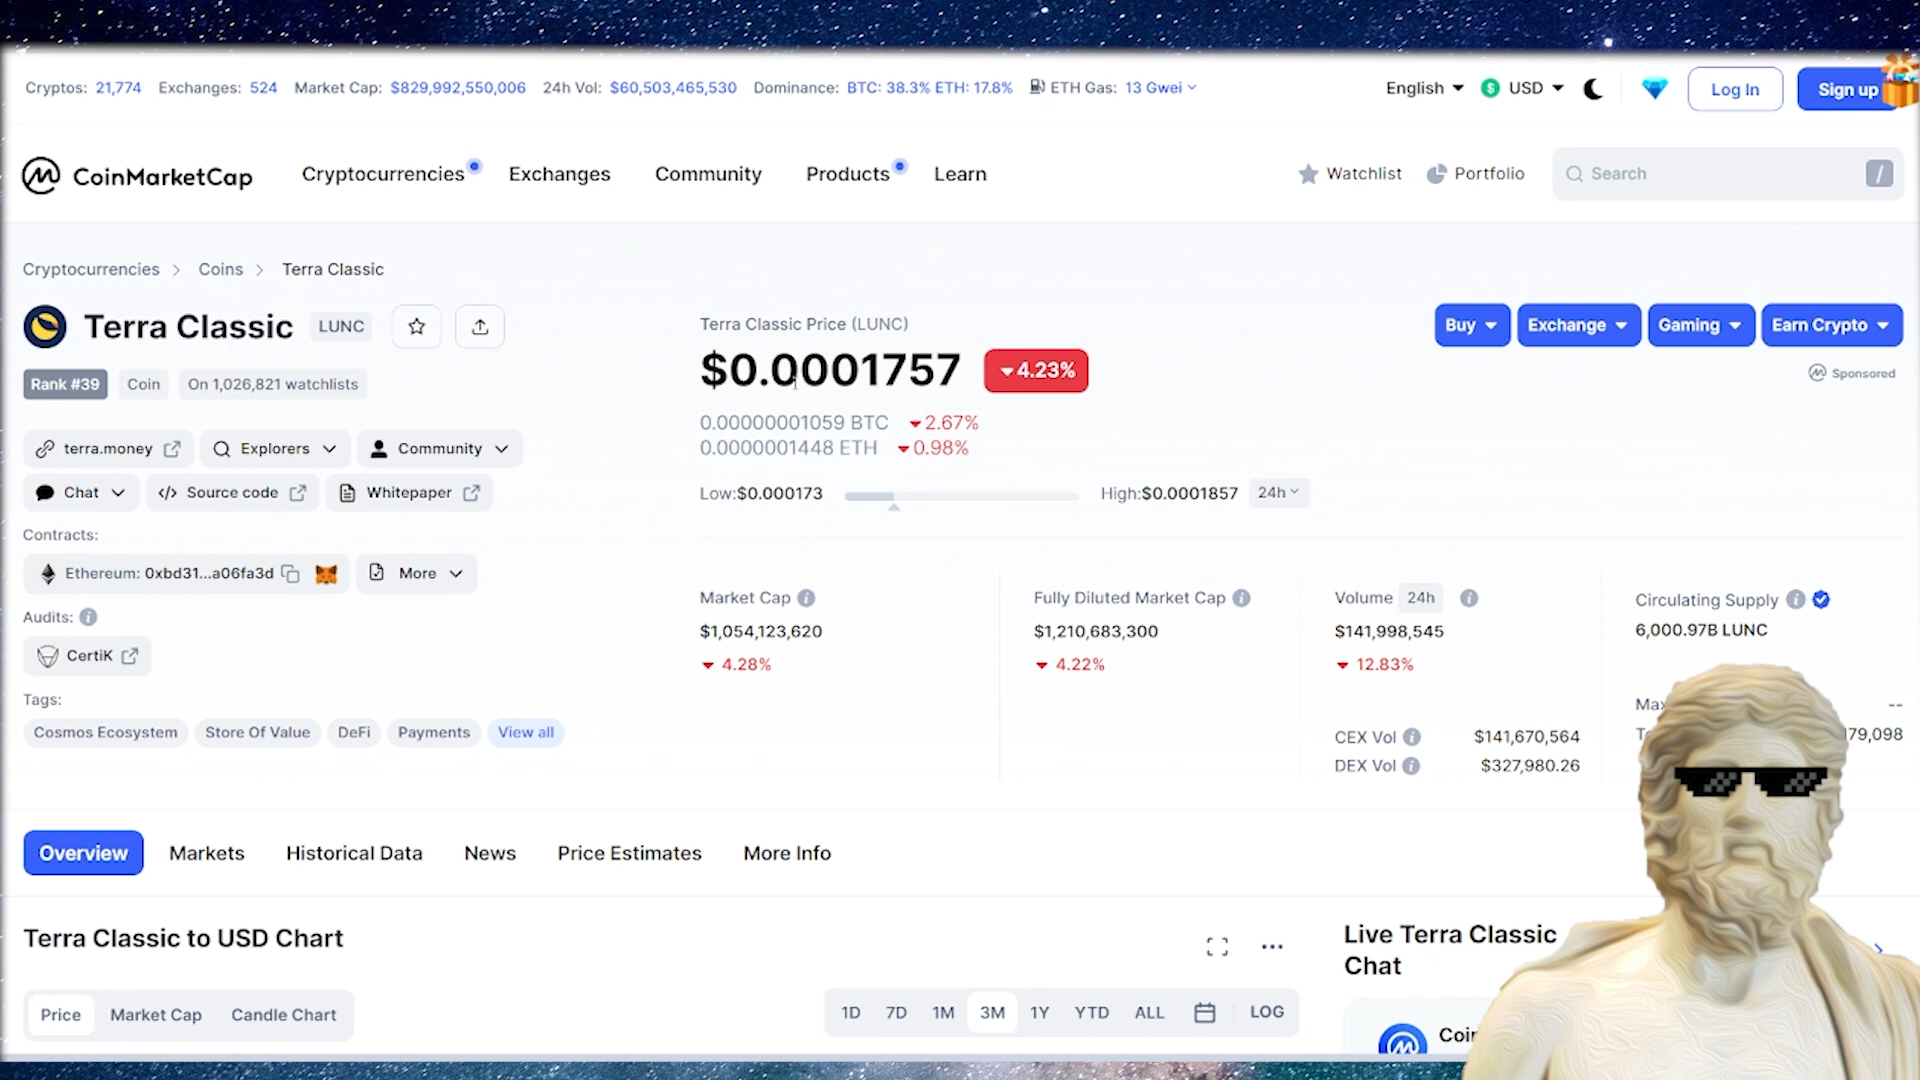 Cryptos: 21,774 Exchanges: 524 Market Cap: $829,992,550,006 24h Vol: $60,503,465,530 Dominance: BTC: 38.3% ETH: 17.8% ETH Gas: 13 Gwei English USD Log In Sign up
CoinMarketCap Cryptocurrencies Exchanges Community Products Learn Watchlist Portfolio Search /
Cryptocurrencies > Coins > Terra Classic
Terra Classic LUNC
Rank #39 Coin On 1,026,821 watchlists
terra.money Explorers Community
Chat Source code Whitepaper
Contracts:
Ethereum: 0xbd31...a06fa3d More
Audits:
CertiK
Tags:
Cosmos Ecosystem Store Of Value DeFi Payments View all
Terra Classic Price (LUNC)
$0.0001757 4.23%
0.00000001059 BTC 2.67%
0.0000001448 ETH 0.98%
Low:$0.000173 High:$0.0001857 24h
Buy Exchange Gaming Earn Crypto
Sponsored
Market Cap
$1,054,123,620
4.28%
Fully Diluted Market Cap
$1,210,683,300
4.22%
Volume 24h
$141,998,545
12.83%
CEX Vol $141,670,564
DEX Vol $327,980.26
Circulating Supply
6,000.97B LUNC
--
79,098
Overview Markets Historical Data News Price Estimates More Info
Terra Classic to USD Chart
Price Market Cap Candle Chart
1D 7D 1M 3M 1Y YTD ALL LOG
Live Terra Classic
Chat